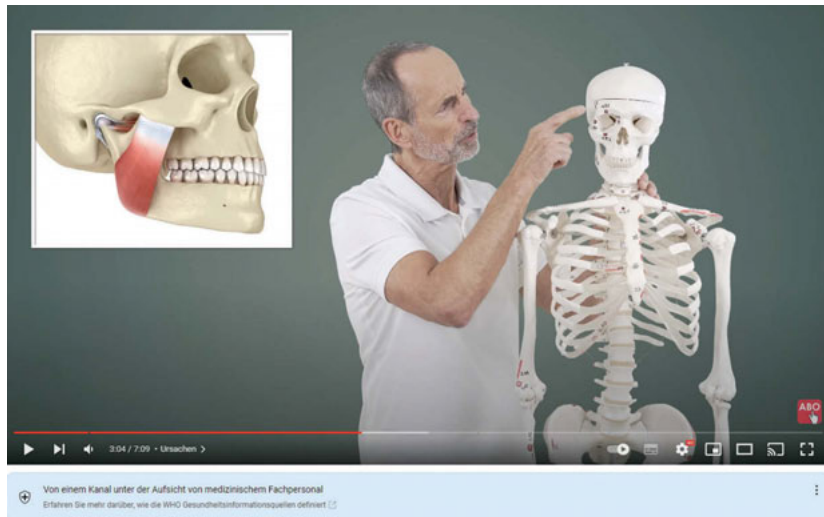 ABO
3:04 / 7:09 • Ursachen >
Von einem Kanal unter der Aufsicht von medizinischem Fachpersonal
Erfahren Sie mehr darüber, wie die WHO Gesundheitsinformationsquellen definiert